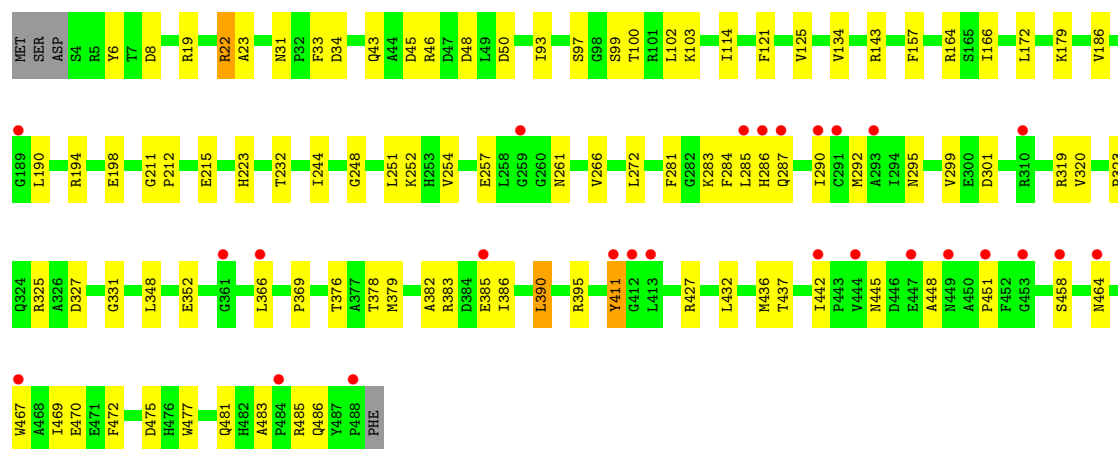 MET SER ASP S4 R5 Y6 T7 D8 R19 R22 A23 N31 P32 F33 D34 Q43 A44 D45 R46 D47 D48 L49 D50 I93 S97 G98 S99 T100 R101 L102 K103 I114 F121 V125 V134 R143 F157 R164 S165 I166 L172 K179 V186
G189 L190 R194 E198 G211 P212 E215 H223 T232 I244 G248 L251 K252 H253 V254 E257 L258 G259 G260 N261 V266 L272 F281 G282 K283 F284 L285 H286 Q287 I290 C291 M292 A293 I294 N295 V299 E300 D301 R310 R319 V320
Q324 R325 A326 D327 G331 L348 E352 G361 L366 P369 T376 A377 T378 M379 A382 R383 D384 E385 I386 L390 R395 Y411 G412 L413 R427 L432 M436 T437 I442 P443 V444 N445 D446 E447 A448 N449 A450 P451 F452 G453 S458 N464
W467 A468 I469 E470 E471 F472 D475 H476 W477 Q481 H482 A483 P484 R485 Q486 Y487 P488 PHE